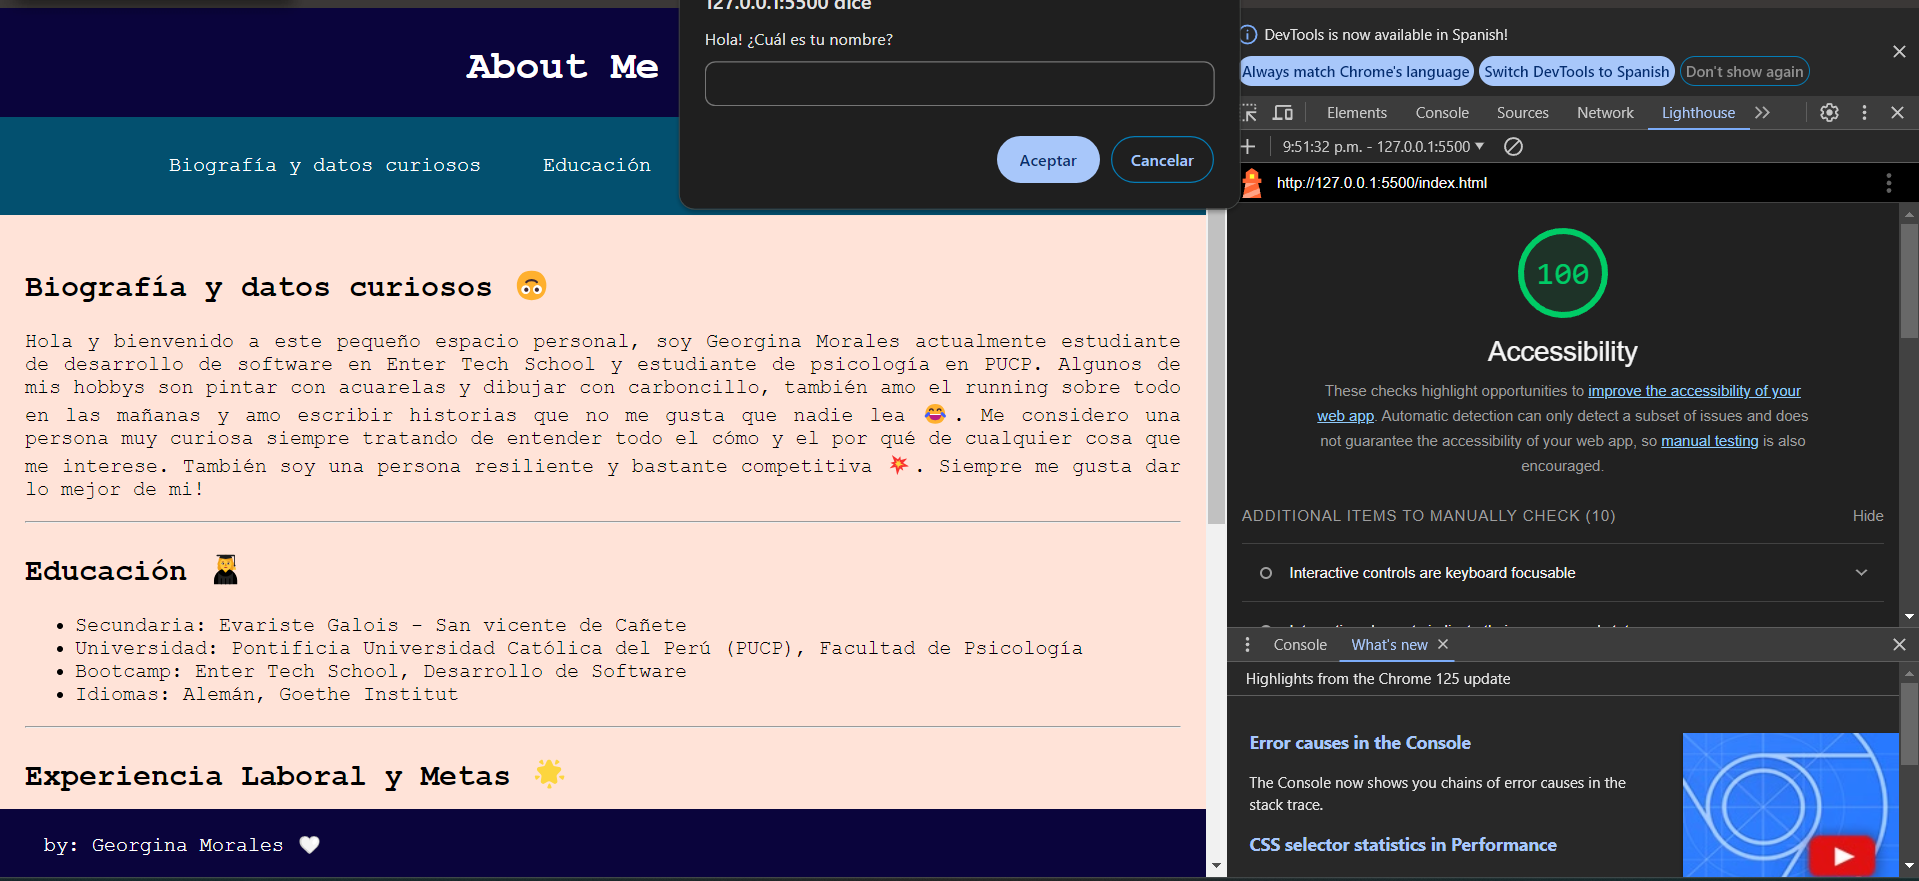 127.0.0.1:5500 dice
Hola! ¿Cuál es tu nombre?
Aceptar
Cancelar
About Me
Biografía y datos curiosos
Educación
Biografía y datos curiosos 🙃
Hola y bienvenido a este pequeño espacio personal, soy Georgina Morales actualmente estudiante
de desarrollo de software en Enter Tech School y estudiante de psicología en PUCP. Algunos de
mis hobbys son pintar con acuarelas y dibujar con carboncillo, también amo el running sobre todo
en las mañanas y amo escribir historias que no me gusta que nadie lea 😂. Me considero una
persona muy curiosa siempre tratando de entender todo el cómo y el por qué de cualquier cosa que
me interese. También soy una persona resiliente y bastante competitiva 💥. Siempre me gusta dar
lo mejor de mi!
Educación 👩‍🎓
• Secundaria: Evariste Galois - San vicente de Cañete
• Universidad: Pontificia Universidad Católica del Perú (PUCP), Facultad de Psicología
• Bootcamp: Enter Tech School, Desarrollo de Software
• Idiomas: Alemán, Goethe Institut
Experiencia Laboral y Metas 🌟
by: Georgina Morales 🤍
DevTools is now available in Spanish!
Always match Chrome's language
Switch DevTools to Spanish
Don't show again
Elements
Console
Sources
Network
Lighthouse
9:51:32 p.m. - 127.0.0.1:5500
http://127.0.0.1:5500/index.html
100
Accessibility
These checks highlight opportunities to improve the accessibility of your
web app. Automatic detection can only detect a subset of issues and does
not guarantee the accessibility of your web app, so manual testing is also
encouraged.
ADDITIONAL ITEMS TO MANUALLY CHECK (10)
Hide
Interactive controls are keyboard focusable
Console
What's new
Highlights from the Chrome 125 update
Error causes in the Console
The Console now shows you chains of error causes in the
stack trace.
CSS selector statistics in Performance